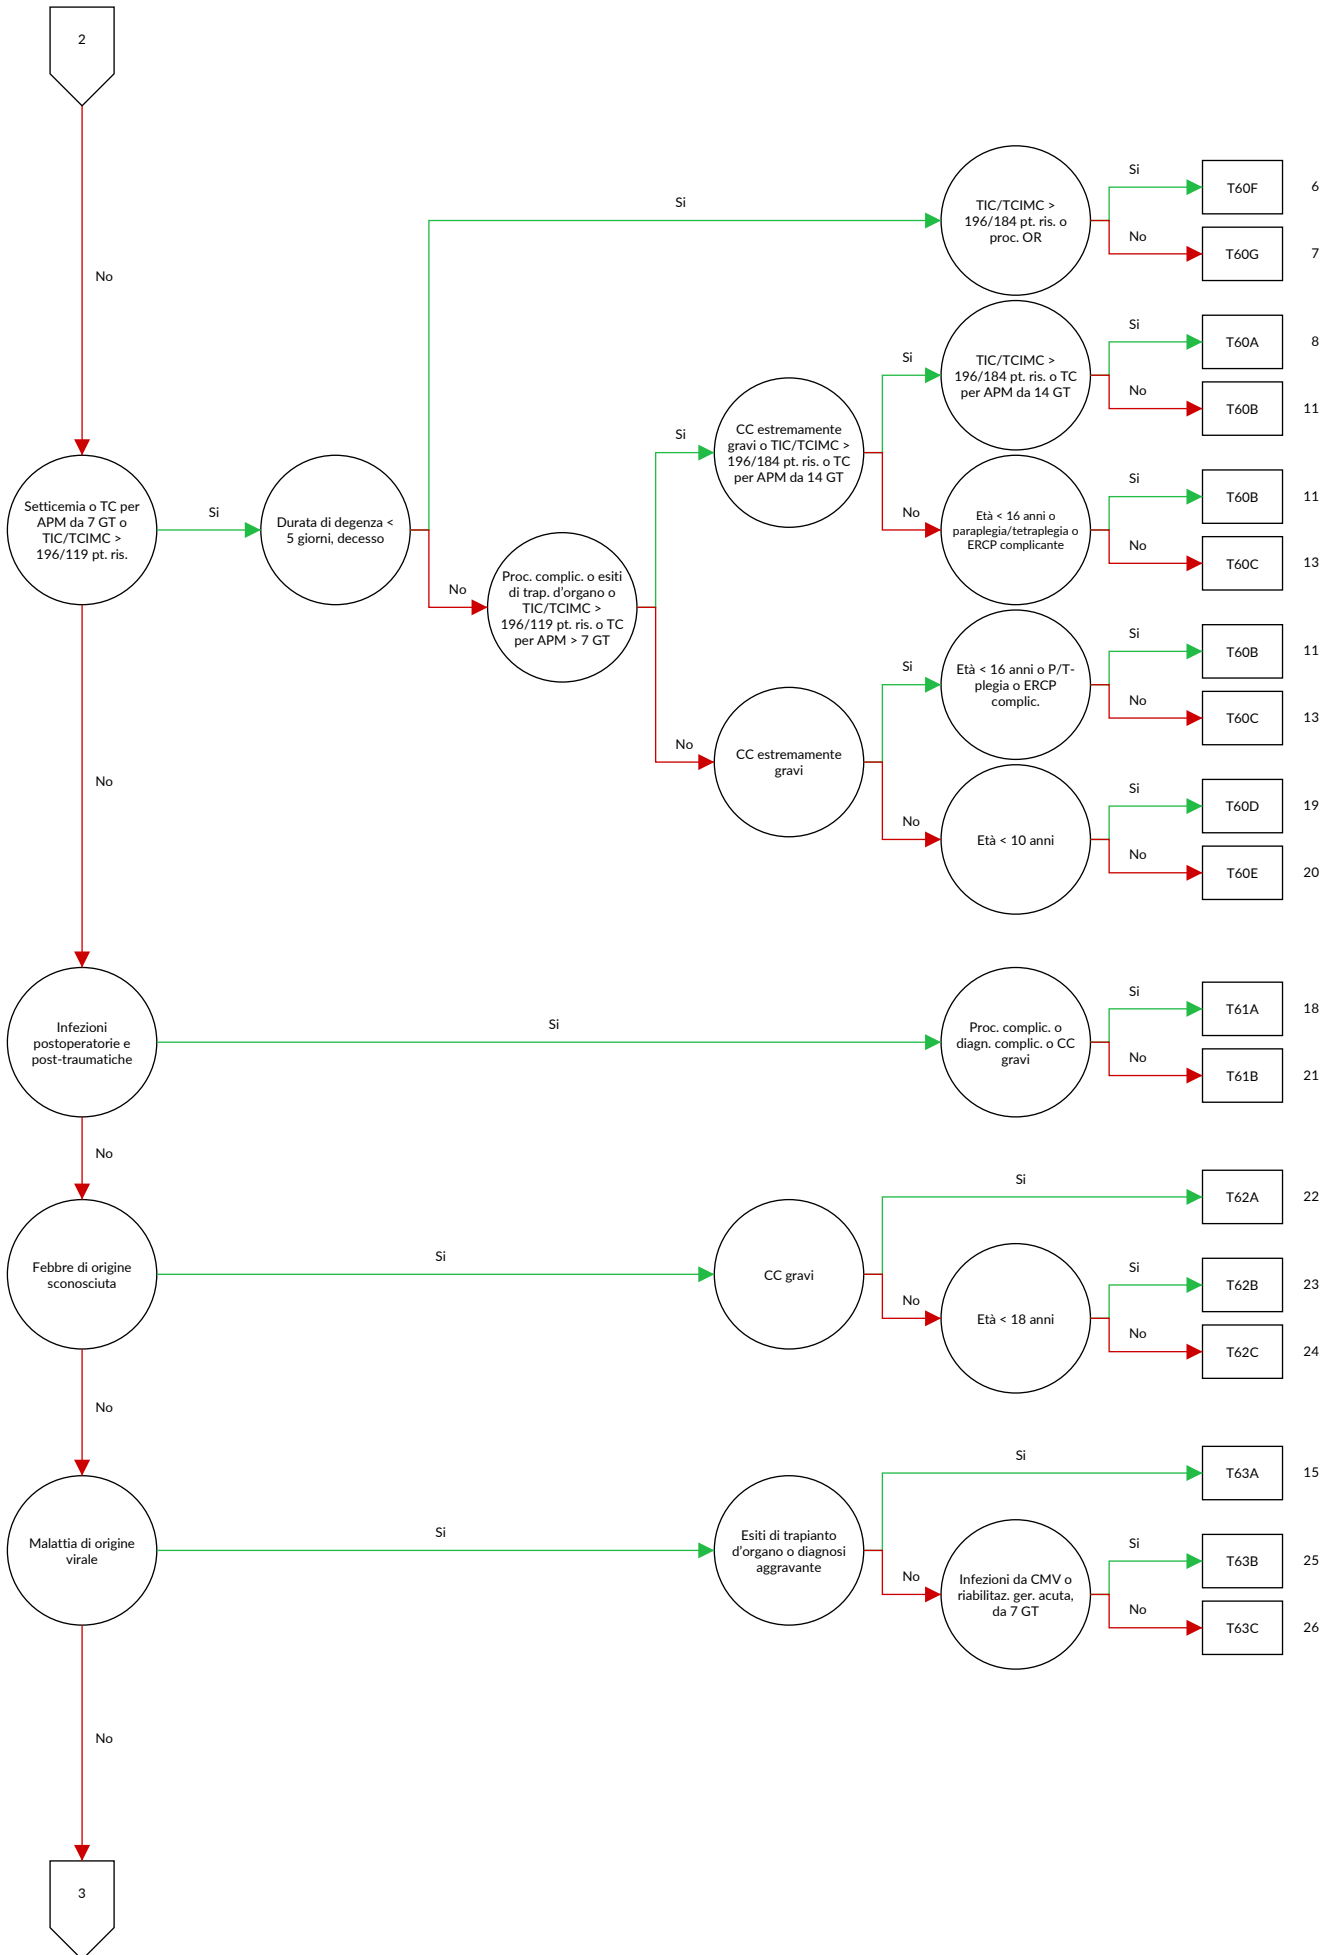 2
No
Setticemia o TC per
APM da 7 GT o
TIC/TCIMC >
196/119 pt. ris.
Si
Durata di degenza <
5 giorni, decesso
Si
TIC/TCIMC >
196/184 pt. ris. o
proc. OR
Si
T60F
6
No
T60G
7
No
Proc. complic. o esiti
di trap. d'organo o
TIC/TCIMC >
196/119 pt. ris. o TC
per APM > 7 GT
Si
CC estremamente
gravi o TIC/TCIMC >
196/184 pt. ris. o TC
per APM da 14 GT
Si
TIC/TCIMC >
196/184 pt. ris. o TC
per APM da 14 GT
Si
T60A
8
No
T60B
11
No
Età < 16 anni o
paraplegia/tetraplegia o
ERCP complicante
Si
T60B
11
No
T60C
13
No
CC estremamente
gravi
Si
Età < 16 anni o P/T-
plegia o ERCP
complic.
Si
T60B
11
No
T60C
13
No
Età < 10 anni
Si
T60D
19
No
T60E
20
No
Infezioni
postoperatorie e
post-traumatiche
Si
Proc. complic. o
diagn. complic. o CC
gravi
Si
T61A
18
No
T61B
21
No
Febbre di origine
sconosciuta
Si
CC gravi
Si
T62A
22
No
Età < 18 anni
Si
T62B
23
No
T62C
24
No
Malattia di origine
virale
Si
Esiti di trapianto
d'organo o diagnosi
aggravante
Si
T63A
15
No
Infezioni da CMV o
riabilitaz. ger. acuta,
da 7 GT
Si
T63B
25
No
T63C
26
No
3